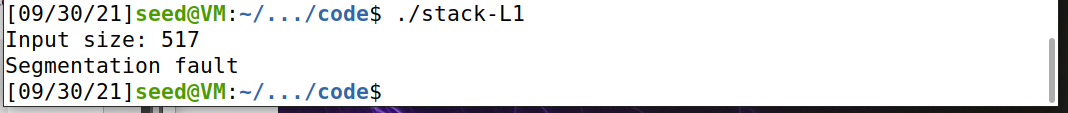 [09/30/21]seed@VM:~/.../code$ ./stack-L1
Input size: 517
Segmentation fault
[09/30/21]seed@VM:~/.../code$